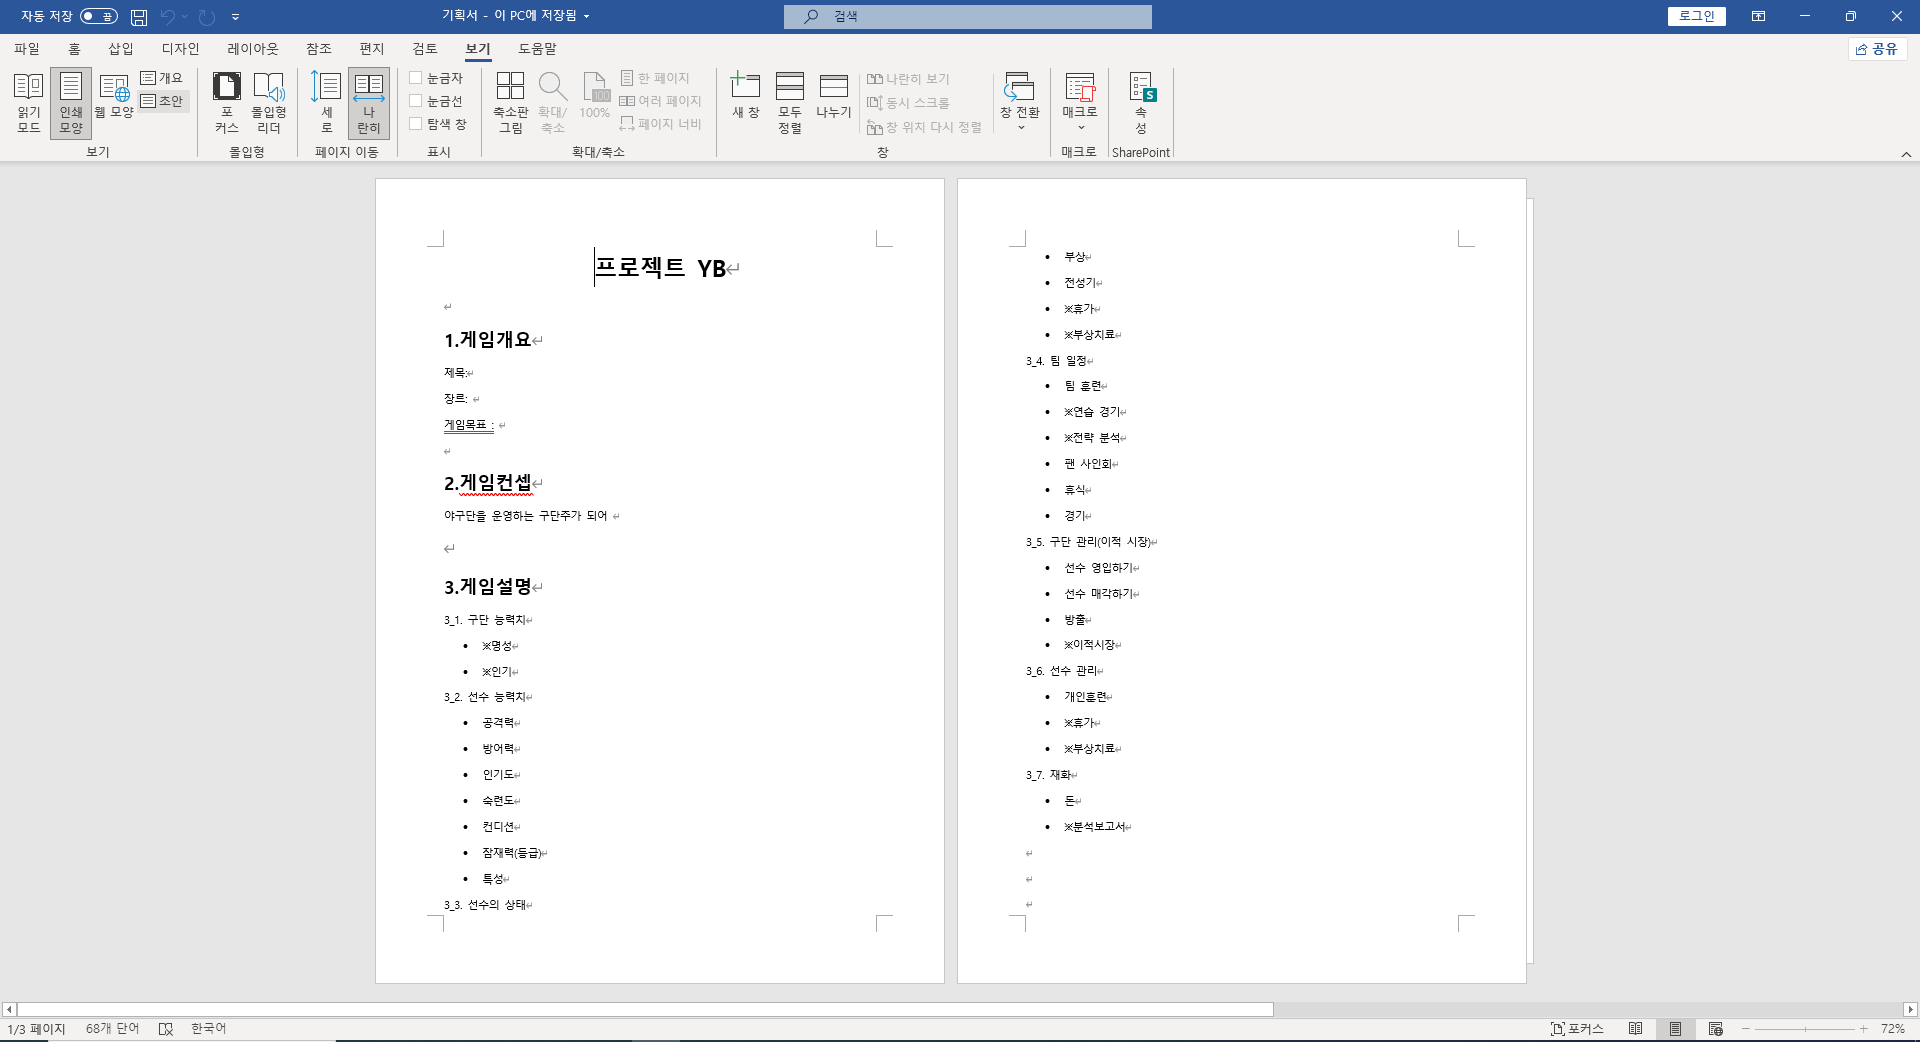 자동 저장 끔 기획서 - 이 PC에 저장됨 검색 로그인
파일 홈 삽입 디자인 레이아웃 참조 편지 검토 보기 도움말 공유
읽기 모드
인쇄 모양
웹 모양
개요
초안
보기
포커스
몰입형 리더
몰입형
세로
나란히
페이지 이동
눈금자
눈금선
탐색 창
표시
축소판 그림
확대/축소
100%
한 페이지
여러 페이지
페이지 너비
확대/축소
새 창
모두 정렬
나누기
나란히 보기
동시 스크롤
창 위치 다시 정렬
창 전환
창
매크로
매크로
속성
SharePoint
프로젝트 YB
1.게임개요
제목:
장르:
게임목표 :
2.게임컨셉
야구단을 운영하는 구단주가 되어
3.게임설명
3_1. 구단 능력치
• ※명성
• ※인기
3_2. 선수 능력치
• 공격력
• 방어력
• 인기도
• 숙련도
• 컨디션
• 잠재력(등급)
• 특성
3_3. 선수의 상태
• 부상
• 전성기
• ※휴가
• ※부상치료
3_4. 팀 일정
• 팀 훈련
• ※연습 경기
• ※전략 분석
• 팬 사인회
• 휴식
• 경기
3_5. 구단 관리(이적 시장)
• 선수 영입하기
• 선수 매각하기
• 방출
• ※이적시장
3_6. 선수 관리
• 개인훈련
• ※휴가
• ※부상치료
3_7. 재화
• 돈
• ※분석보고서
1/3 페이지 68개 단어 한국어 포커스 72%